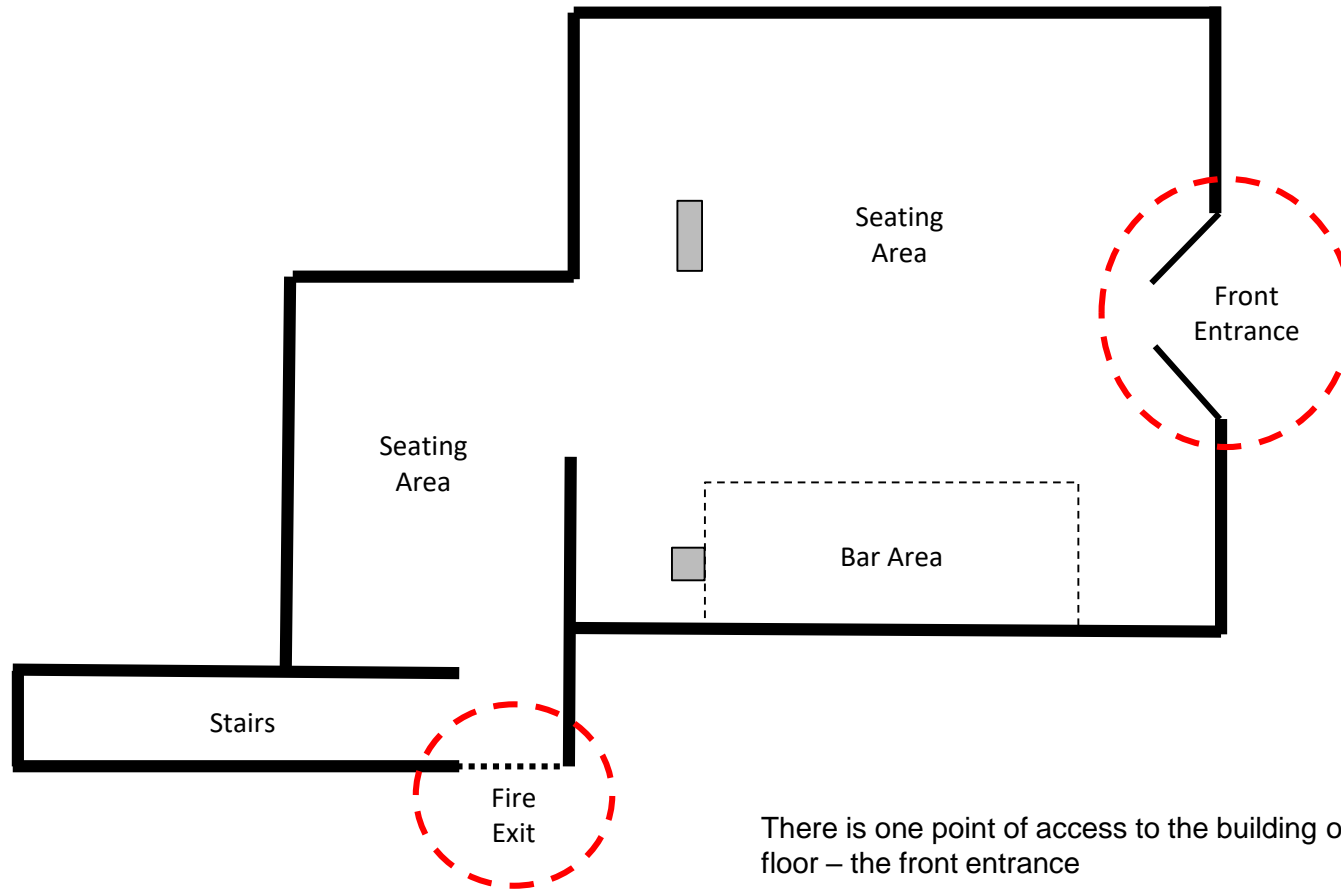 Seating
Area
Front
Entrance
Seating
Area
Bar Area
Stairs
Fire
Exit
There is one point of access to the building
floor – the front entrance